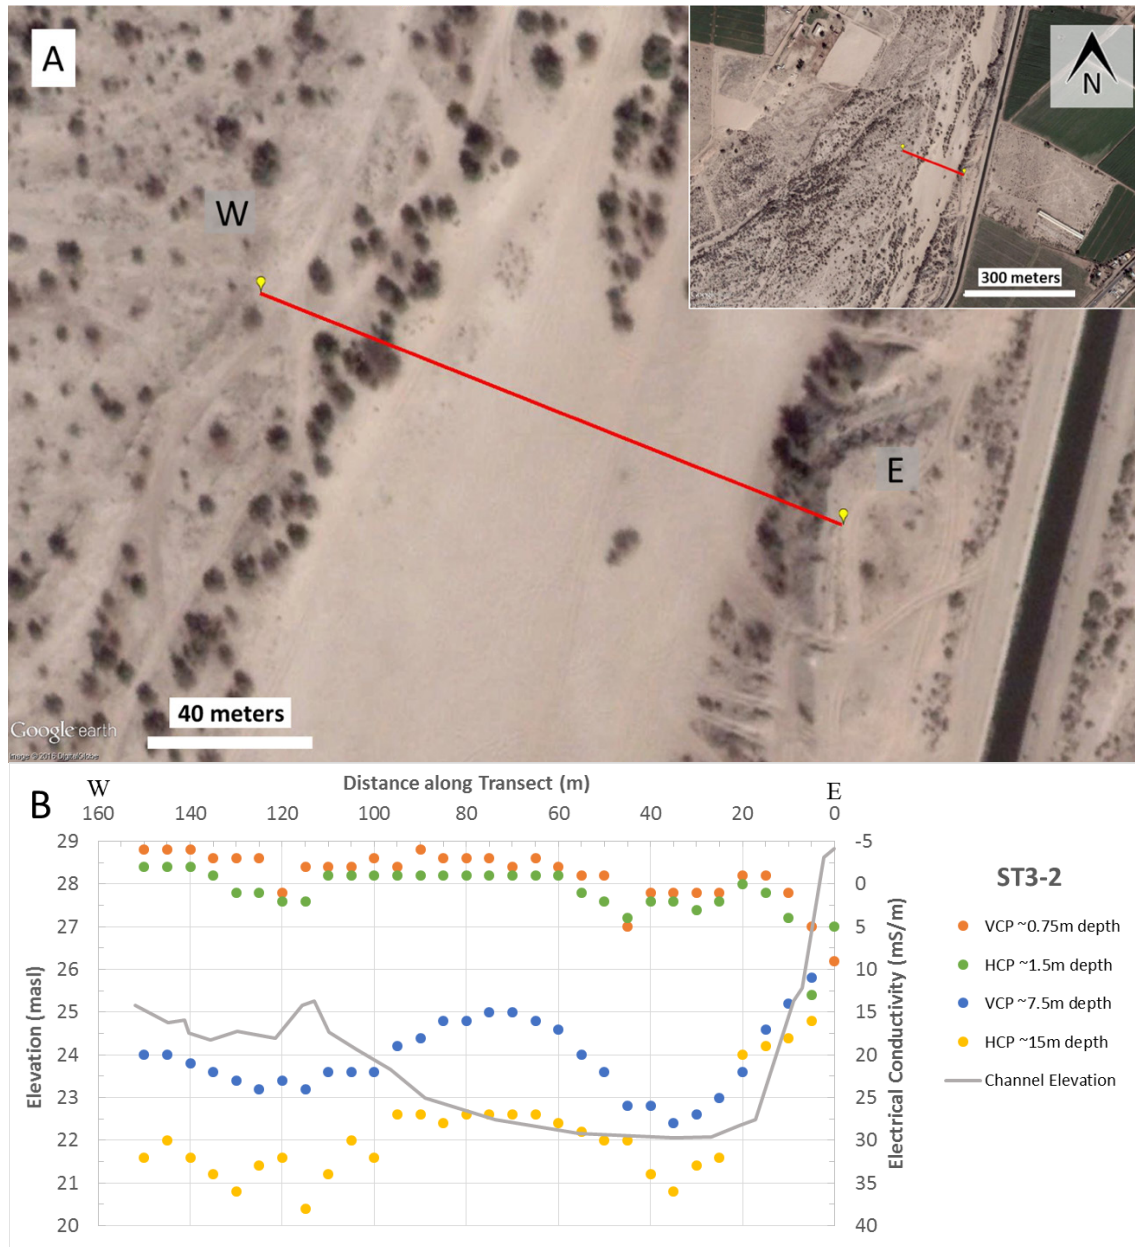 A
N
300 meters
W
E
40 meters
Google earth
Image © 2016 DigitalGlobe
B
W
Distance along Transect (m)
E
160 140 120 100 80 60 40 20 0
29
28
27
26
25
24
23
22
21
20
Elevation (masl)
-5
0
5
10
15
20
25
30
35
40
Electrical Conductivity (mS/m)
ST3-2
VCP ~0.75m depth
HCP ~1.5m depth
VCP ~7.5m depth
HCP ~15m depth
Channel Elevation